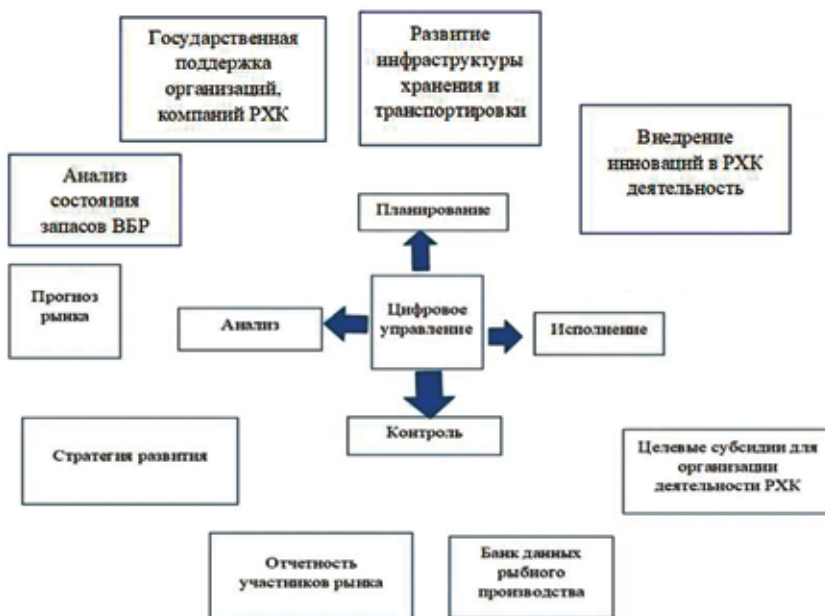 Государственная
поддержка
организаций,
компаний РХК
Развитие
инфраструктуры
хранения и
транспортировки
Внедрение
инноваций в РХК
деятельность
Анализ
состояния
запасов ВБР
Планирование
Прогноз
рынка
Анализ
Цифровое
управление
Исполнение
Контроль
Стратегия развития
Целевые субсидии для
организации
деятельности РХК
Отчетность
участников рынка
Банк данных
рыбного
производства